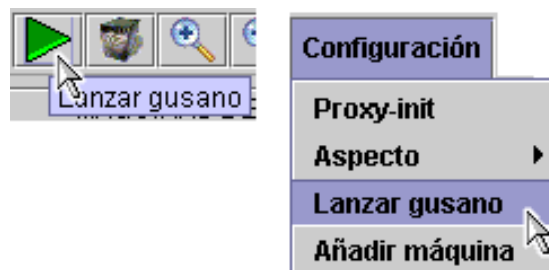 Lanzar gusano
Configuración
Proxy-init
Aspecto
Lanzar gusano
Añadir máquina